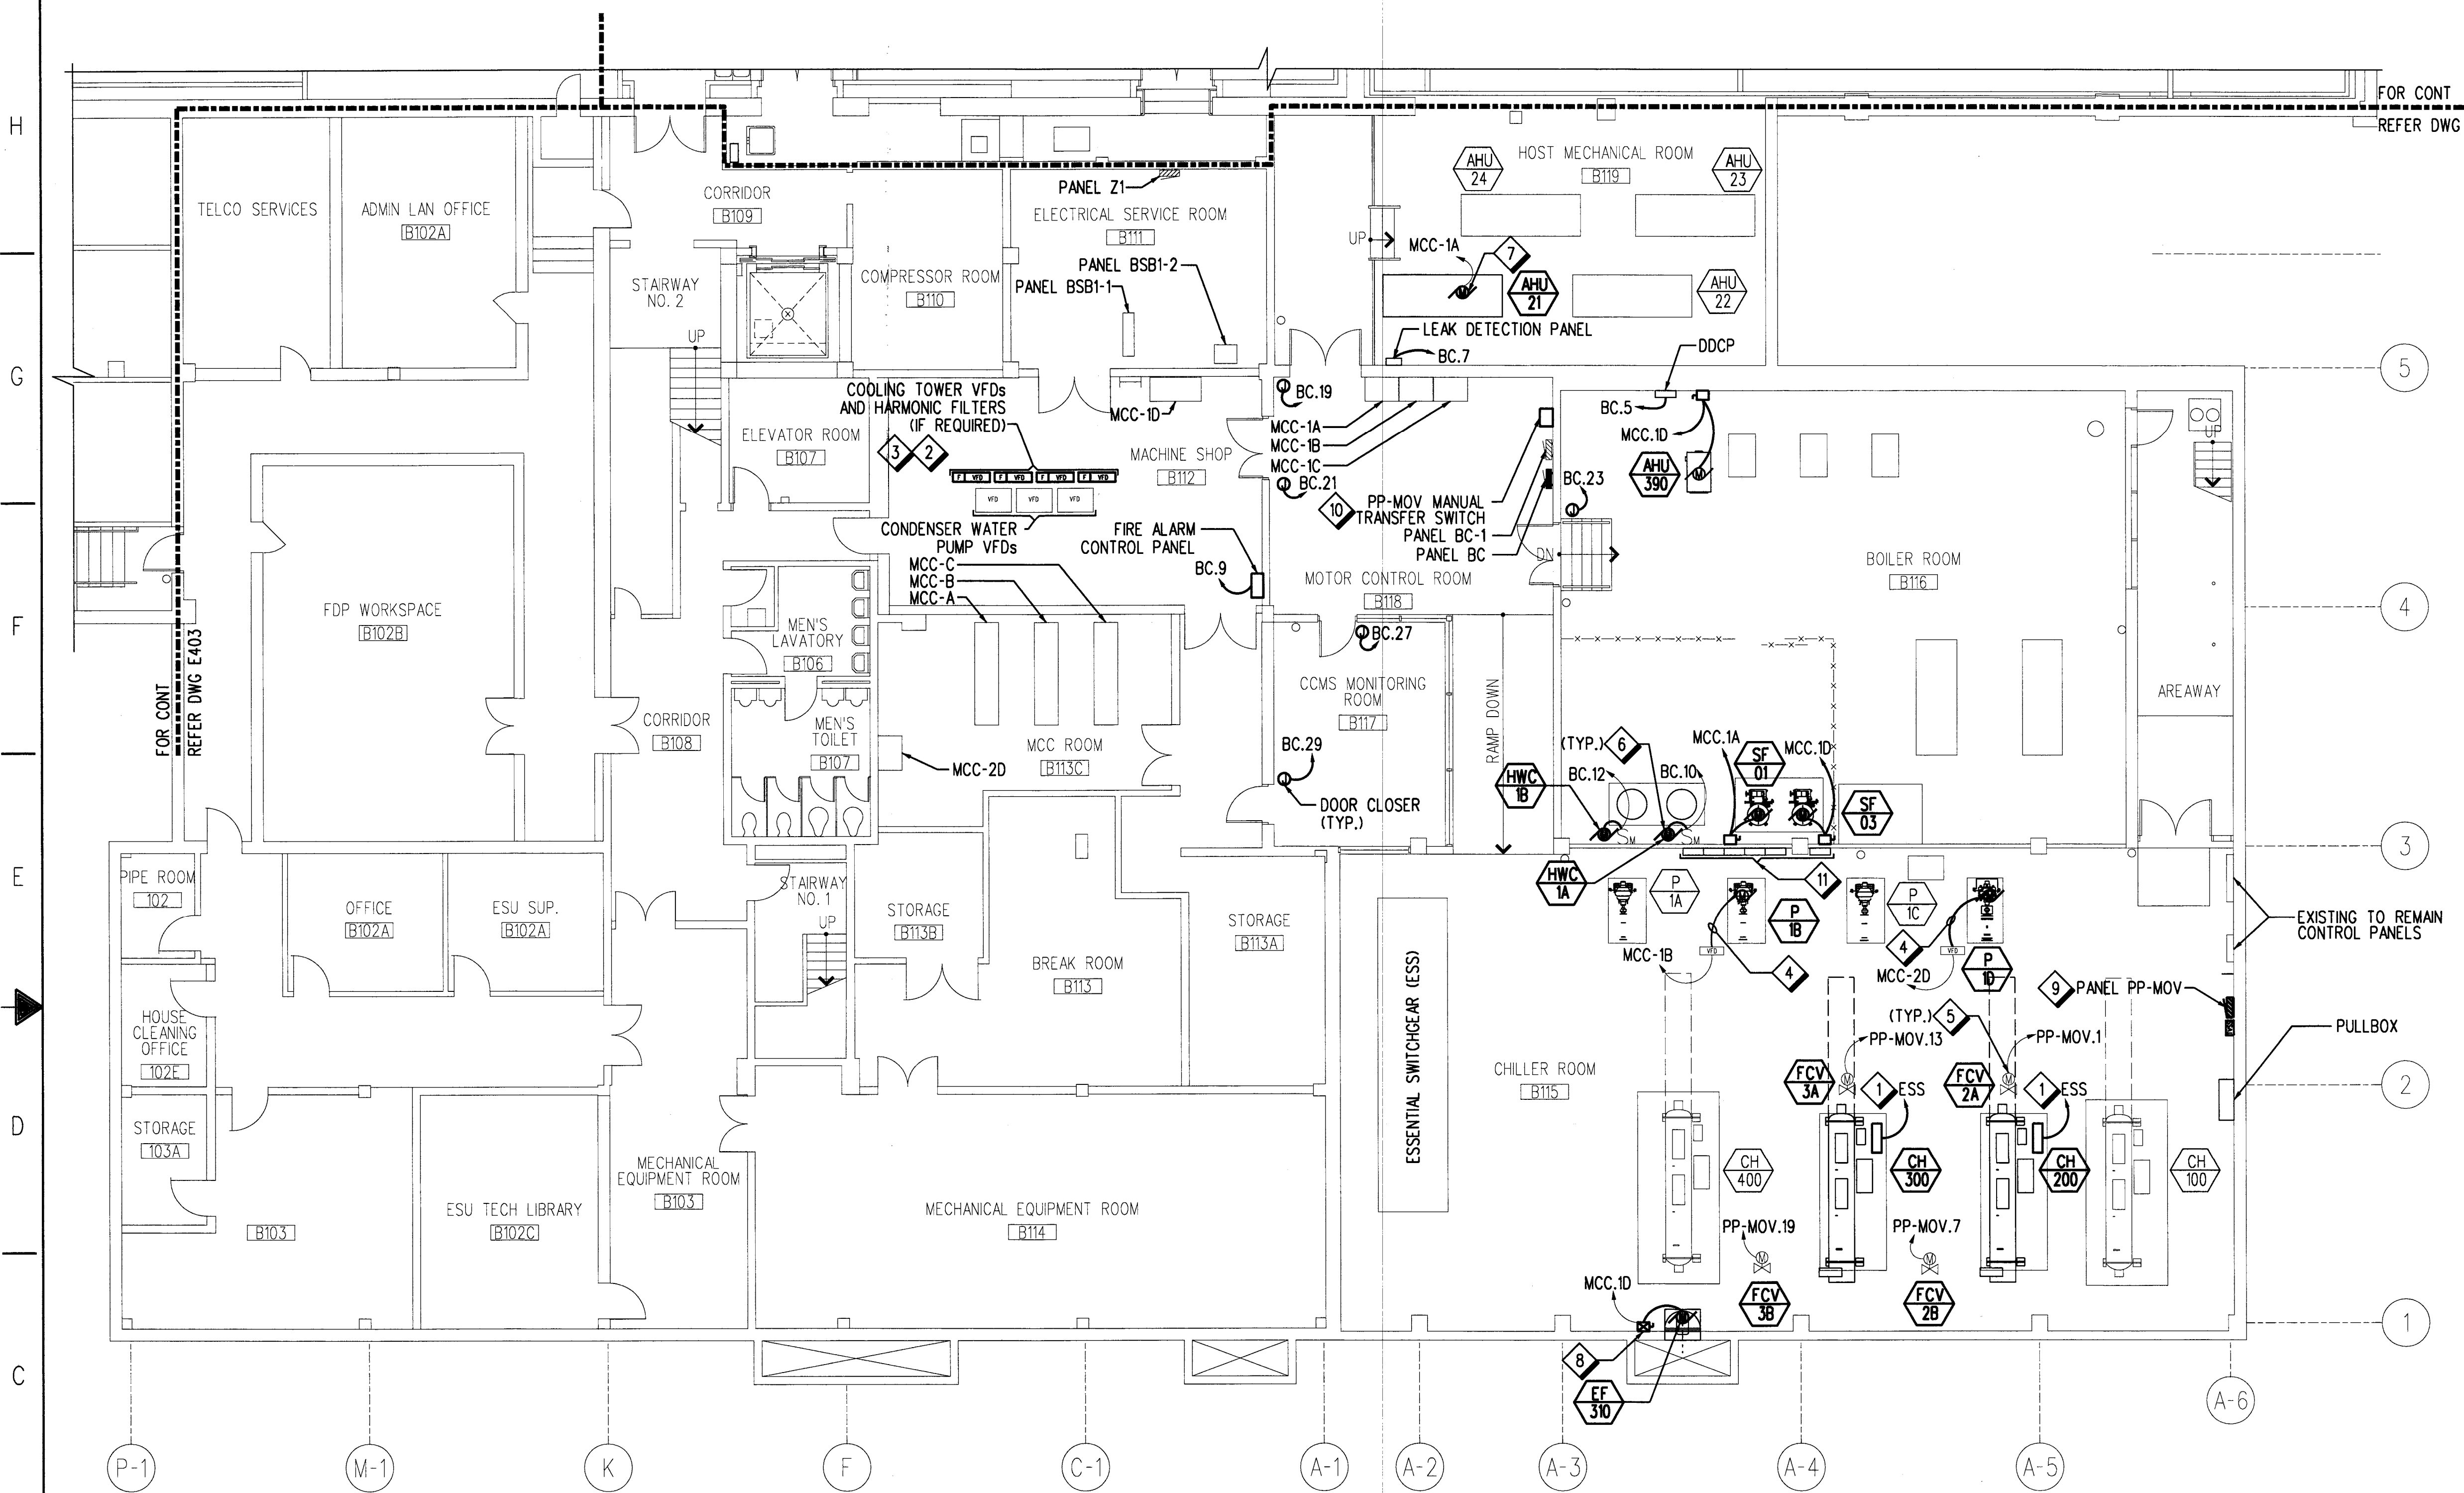 FOR CONT
REFER DWG
H
G
F
E
D
C
TELCO SERVICES
ADMIN LAN OFFICE
B102A
CORRIDOR
B109
PANEL Z1
ELECTRICAL SERVICE ROOM
B111
PANEL BSB1-2
PANEL BSB1-1
COMPRESSOR ROOM
B110
STAIRWAY
NO. 2
UP
HOST MECHANICAL ROOM
B119
AHU
24
AHU
23
UP
MCC-1A
7
M
AHU
21
AHU
22
LEAK DETECTION PANEL
BC.7
DDCP
5
COOLING TOWER VFDs
AND HARMONIC FILTERS
(IF REQUIRED)
MCC-1D
3
2
ELEVATOR ROOM
B107
MACHINE SHOP
B112
F VFD F VFD F VFD F VFD
VFD VFD VFD
CONDENSER WATER
PUMP VFDs
FIRE ALARM
CONTROL PANEL
BC.9
J BC.19
MCC-1A
MCC-1B
MCC-1C
J BC.21
10
PP-MOV MANUAL
TRANSFER SWITCH
PANEL BC-1
PANEL BC
BC.5
MCC.1D
AHU
390
M
BC.23
J
DN
UP
MOTOR CONTROL ROOM
B118
BOILER ROOM
B116
4
MCC-C
MCC-B
MCC-A
FDP WORKSPACE
B102B
FOR CONT
REFER DWG E403
MEN'S
LAVATORY
B106
MEN'S
TOILET
B107
CORRIDOR
B108
MCC ROOM
B113C
MCC-2D
J BC.27
CCMS MONITORING
ROOM
B117
BC.29
J
DOOR CLOSER
(TYP.)
RAMP DOWN
AREAWAY
(TYP.)
6
MCC.1A
SF
01
MCC.1D
HWC
1B
BC.12
BC.10
SF
03
SM
SM
3
HWC
1A
P
1A
11
P
1B
P
1C
4
4
VFD
VFD
MCC-1B
MCC-2D
P
1D
EXISTING TO REMAIN
CONTROL PANELS
9
PANEL PP-MOV
PULLBOX
PIPE ROOM
102
OFFICE
B102A
ESU SUP.
B102A
STAIRWAY
NO. 1
UP
STORAGE
B113B
BREAK ROOM
B113
STORAGE
B113A
HOUSE
CLEANING
OFFICE
102E
STORAGE
103A
B103
ESU TECH LIBRARY
B102C
MECHANICAL
EQUIPMENT ROOM
B103
MECHANICAL EQUIPMENT ROOM
B114
ESSENTIAL SWITCHGEAR (ESS)
CHILLER ROOM
B115
(TYP.)
5
PP-MOV.13
PP-MOV.1
FCV
3A
M
FCV
2A
M
1
ESS
1
ESS
2
CH
400
CH
300
CH
200
CH
100
PP-MOV.19
PP-MOV.7
M
M
FCV
3B
FCV
2B
MCC.1D
8
EF
310
1
P-1
M-1
K
F
C-1
A-1
A-2
A-3
A-4
A-5
A-6